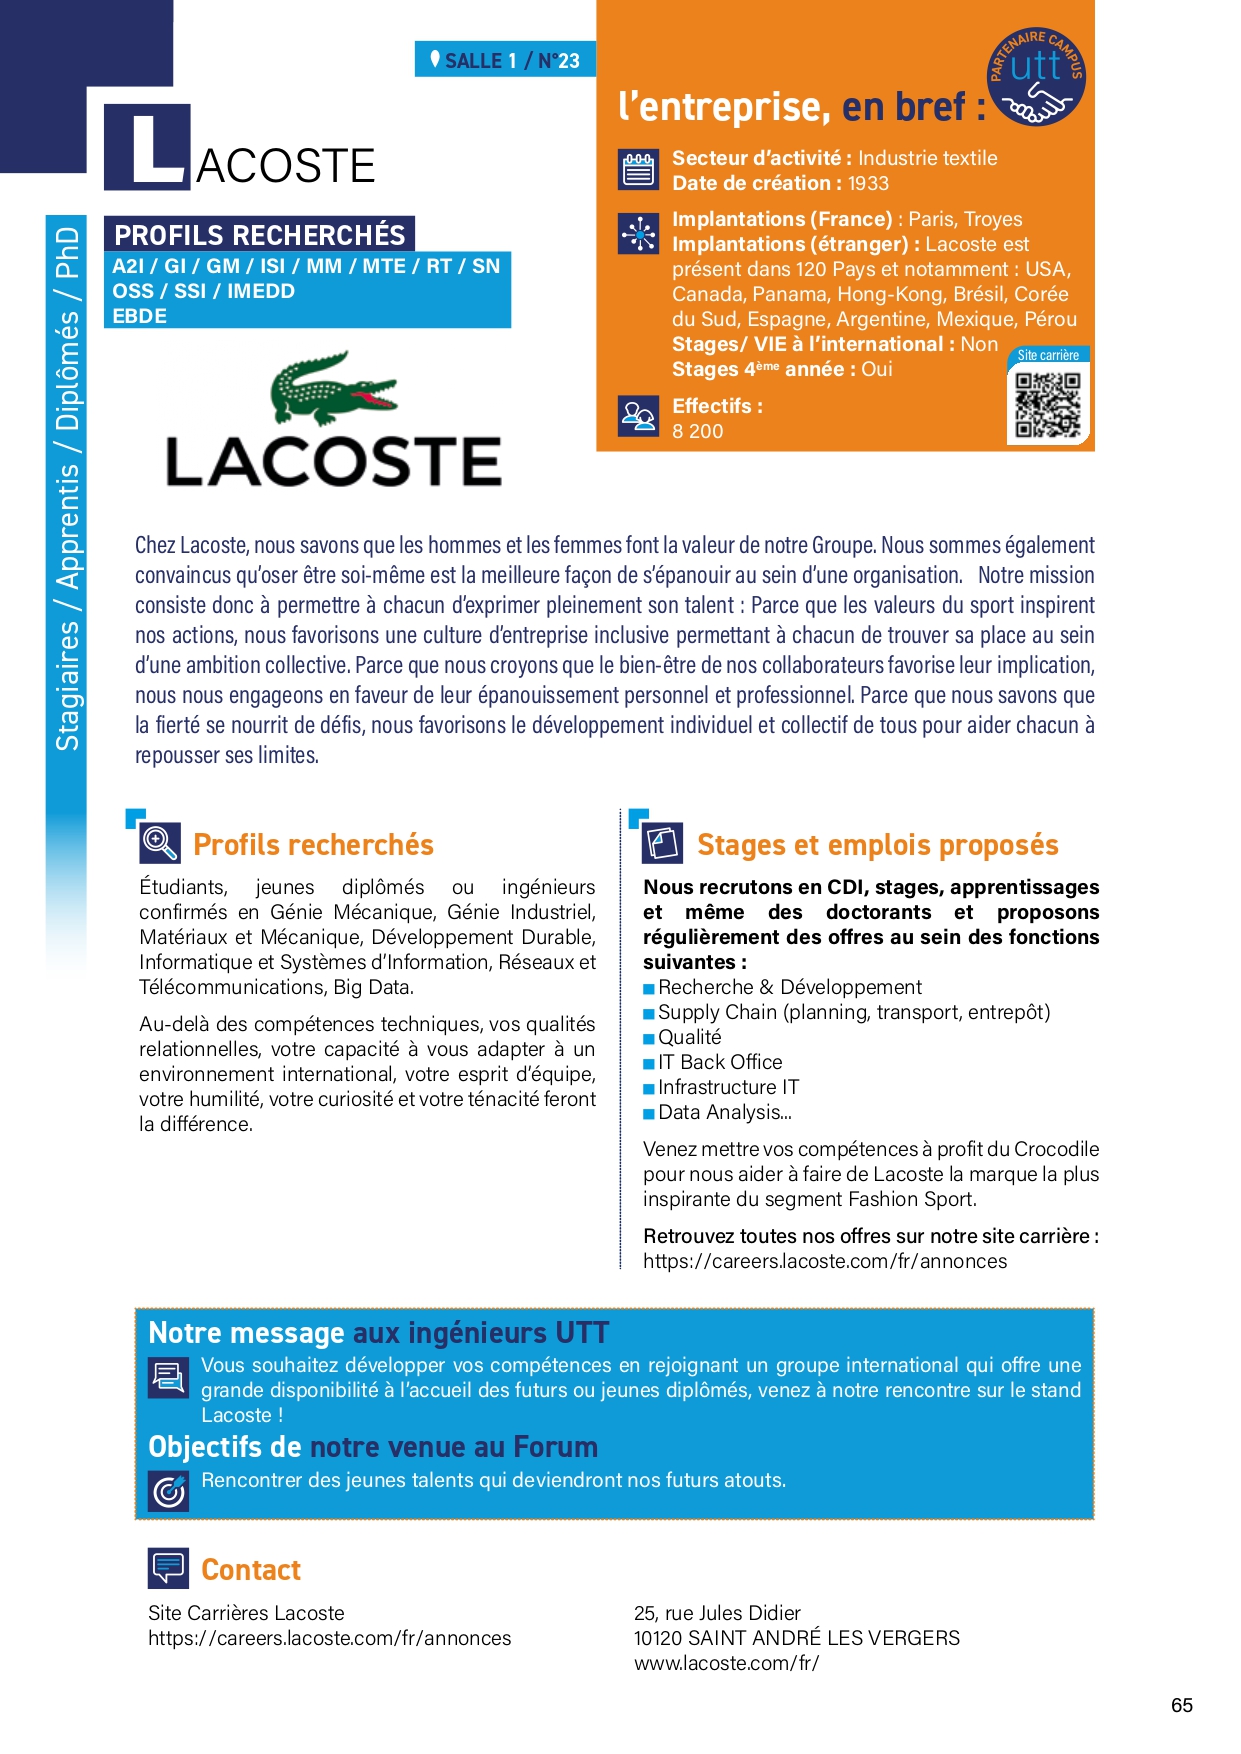 SALLE 1 / N°23
LACOSTE
PROFILS RECHERCHÉS
A2I / GI / GM / ISI / MM / MTE / RT / SN
OSS / SSI / IMEDD
EBDE
LACOSTE
Stagiaires / Apprentis / Diplômés / PhD
PARTENAIRE CAMPUS
utt
l'entreprise, en bref :
Secteur d'activité : Industrie textile
Date de création : 1933
Implantations (France) : Paris, Troyes
Implantations (étranger) : Lacoste est
présent dans 120 Pays et notamment : USA,
Canada, Panama, Hong-Kong, Brésil, Corée
du Sud, Espagne, Argentine, Mexique, Pérou
Stages/ VIE à l'international : Non
Stages 4ème année : Oui
Site carrière
Effectifs :
8 200
Chez Lacoste, nous savons que les hommes et les femmes font la valeur de notre Groupe. Nous sommes également
convaincus qu'oser être soi-même est la meilleure façon de s'épanouir au sein d'une organisation. Notre mission
consiste donc à permettre à chacun d'exprimer pleinement son talent : Parce que les valeurs du sport inspirent
nos actions, nous favorisons une culture d'entreprise inclusive permettant à chacun de trouver sa place au sein
d'une ambition collective. Parce que nous croyons que le bien-être de nos collaborateurs favorise leur implication,
nous nous engageons en faveur de leur épanouissement personnel et professionnel. Parce que nous savons que
la fierté se nourrit de défis, nous favorisons le développement individuel et collectif de tous pour aider chacun à
repousser ses limites.
Profils recherchés
Étudiants, jeunes diplômés ou ingénieurs
confirmés en Génie Mécanique, Génie Industriel,
Matériaux et Mécanique, Développement Durable,
Informatique et Systèmes d'Information, Réseaux et
Télécommunications, Big Data.
Au-delà des compétences techniques, vos qualités
relationnelles, votre capacité à vous adapter à un
environnement international, votre esprit d'équipe,
votre humilité, votre curiosité et votre ténacité feront
la différence.
Stages et emplois proposés
Nous recrutons en CDI, stages, apprentissages
et même des doctorants et proposons
régulièrement des offres au sein des fonctions
suivantes :
Recherche & Développement
Supply Chain (planning, transport, entrepôt)
Qualité
IT Back Office
Infrastructure IT
Data Analysis...
Venez mettre vos compétences à profit du Crocodile
pour nous aider à faire de Lacoste la marque la plus
inspirante du segment Fashion Sport.
Retrouvez toutes nos offres sur notre site carrière :
https://careers.lacoste.com/fr/annonces
Notre message aux ingénieurs UTT
Vous souhaitez développer vos compétences en rejoignant un groupe international qui offre une
grande disponibilité à l'accueil des futurs ou jeunes diplômés, venez à notre rencontre sur le stand
Lacoste !
Objectifs de notre venue au Forum
Rencontrer des jeunes talents qui deviendront nos futurs atouts.
Contact
Site Carrières Lacoste
https://careers.lacoste.com/fr/annonces
25, rue Jules Didier
10120 SAINT ANDRÉ LES VERGERS
www.lacoste.com/fr/
65